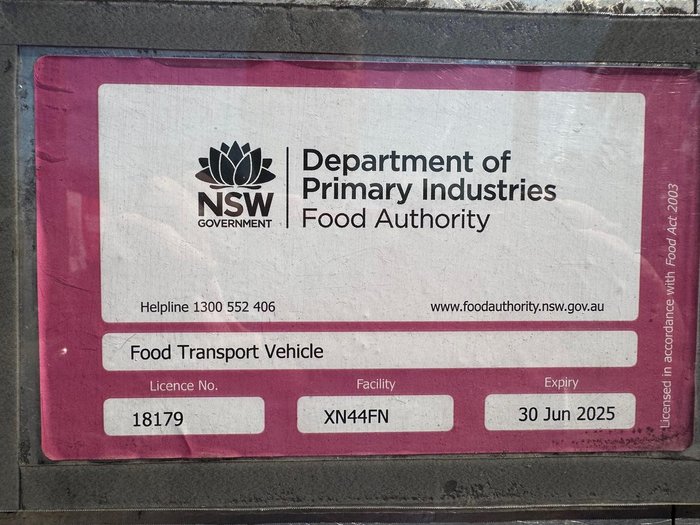 NSW
GOVERNMENT
Department of
Primary Industries
Food Authority
Helpline 1300 552 406
www.foodauthority.nsw.gov.au
Food Transport Vehicle
Licence No.
Facility
Expiry
18179
XN44FN
30 Jun 2025
Licensed in accordance with Food Act 2003